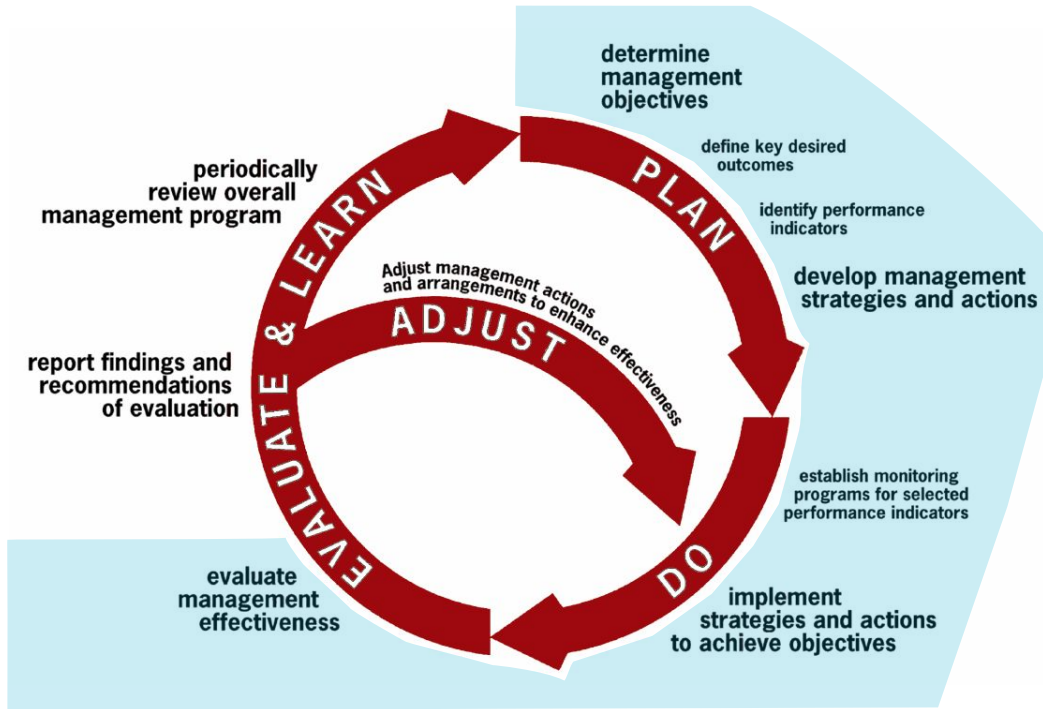 determine
management
objectives
define key desired
outcomes
identify performance
indicators
develop management
strategies and actions
PLAN
establish monitoring
programs for selected
performance indicators
DO
implement
strategies and actions
to achieve objectives
evaluate
management
effectiveness
EVALUATE & LEARN
report findings and
recommendations
of evaluation
periodically
review overall
management program
Adjust management actions
and arrangements to enhance effectiveness
ADJUST